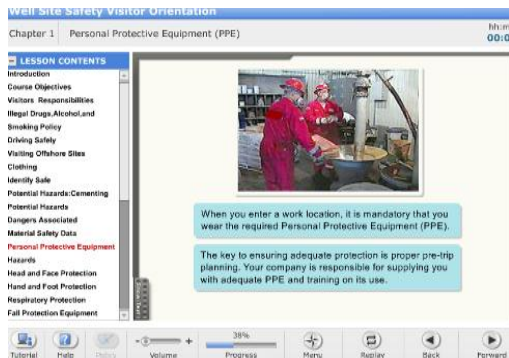 Well Site Safety Visitor Orientation
Chapter 1 Personal Protective Equipment (PPE)
hh:m
00:0
LESSON CONTENTS
Introduction
Course Objectives
Visitors Responsibilities
Illegal Drugs,Alcohol,and
Smoking Policy
Driving Safely
Visiting Offshore Sites
Clothing
Identify Safe
Potential Hazards:Cementing
Potential Hazards
Dangers Associated
Material Safety Data
Personal Protective Equipment
Hazards
Head and Face Protection
Hand and Foot Protection
Respiratory Protection
Fall Protection Equipment
When you enter a work location, it is mandatory that you
wear the required Personal Protective Equipment (PPE).
The key to ensuring adequate protection is proper pre-trip
planning. Your company is responsible for supplying you
with adequate PPE and training on its use.
38%
Tutorial Help Policy Volume Progress Menu Replay Back Forward